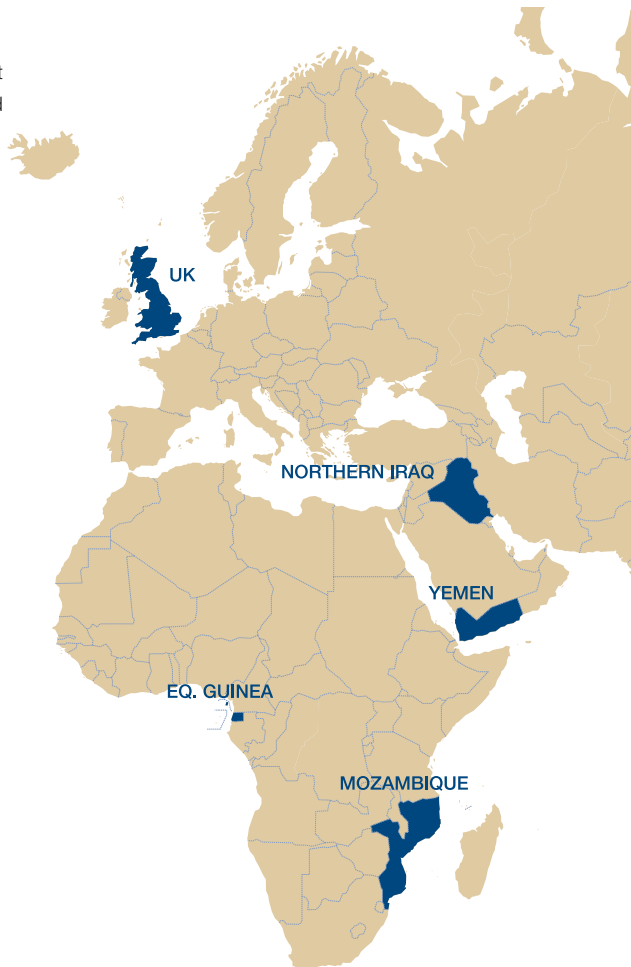 t
d
UK
NORTHERN IRAQ
YEMEN
EQ. GUINEA
MOZAMBIQUE